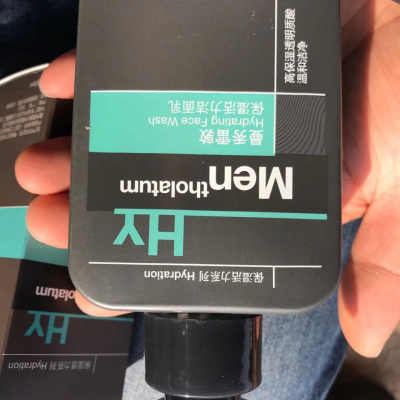 保湿活力系列 Hydration
Hy
Men
tholatum
曼秀雷敦
Hydrating Face Wash
保湿活力洁面乳
高保湿透明质酸
温和洁净
保湿活力系列 Hydration
Hy
tholatum